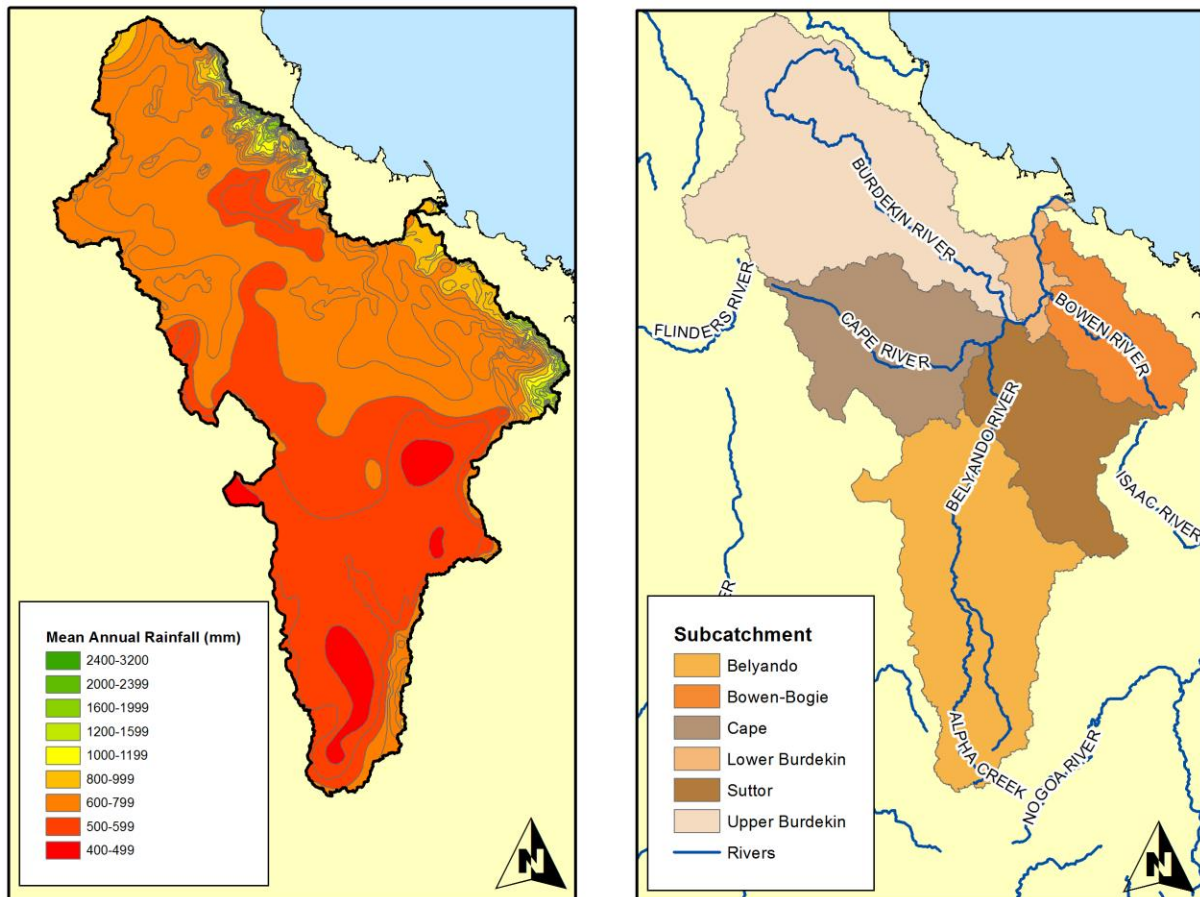 Mean Annual Rainfall (mm)
2400-3200
2000-2399
1600-1999
1200-1599
1000-1199
800-999
600-799
500-599
400-499
N
BURDEKIN RIVER
FLINDERS RIVER
CAPE RIVER
BOWEN RIVER
BELYANDO RIVER
ISAAC RIVER
ALPHA CREEK
NOGOA RIVER
Subcatchment
Belyando
Bowen-Bogie
Cape
Lower Burdekin
Suttor
Upper Burdekin
Rivers
N